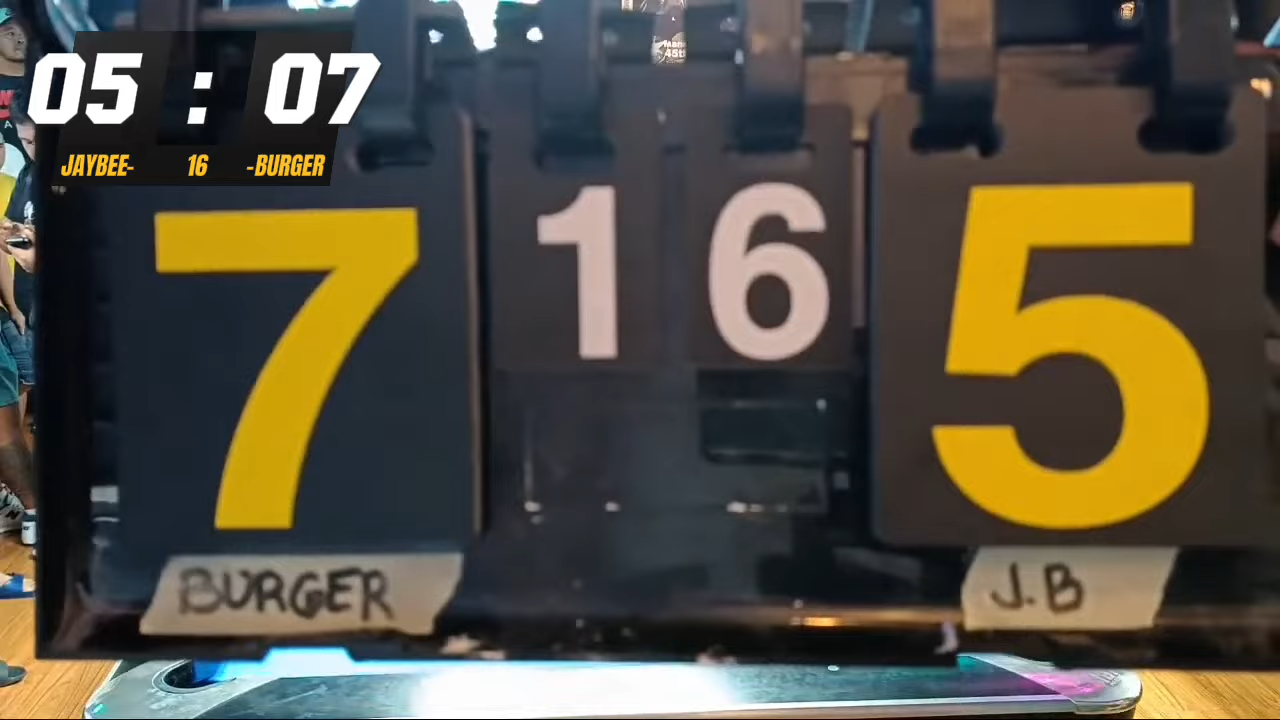 05 : 07
JAYBEE- 16 -BURGER
7 16 5
BURGER
J.B